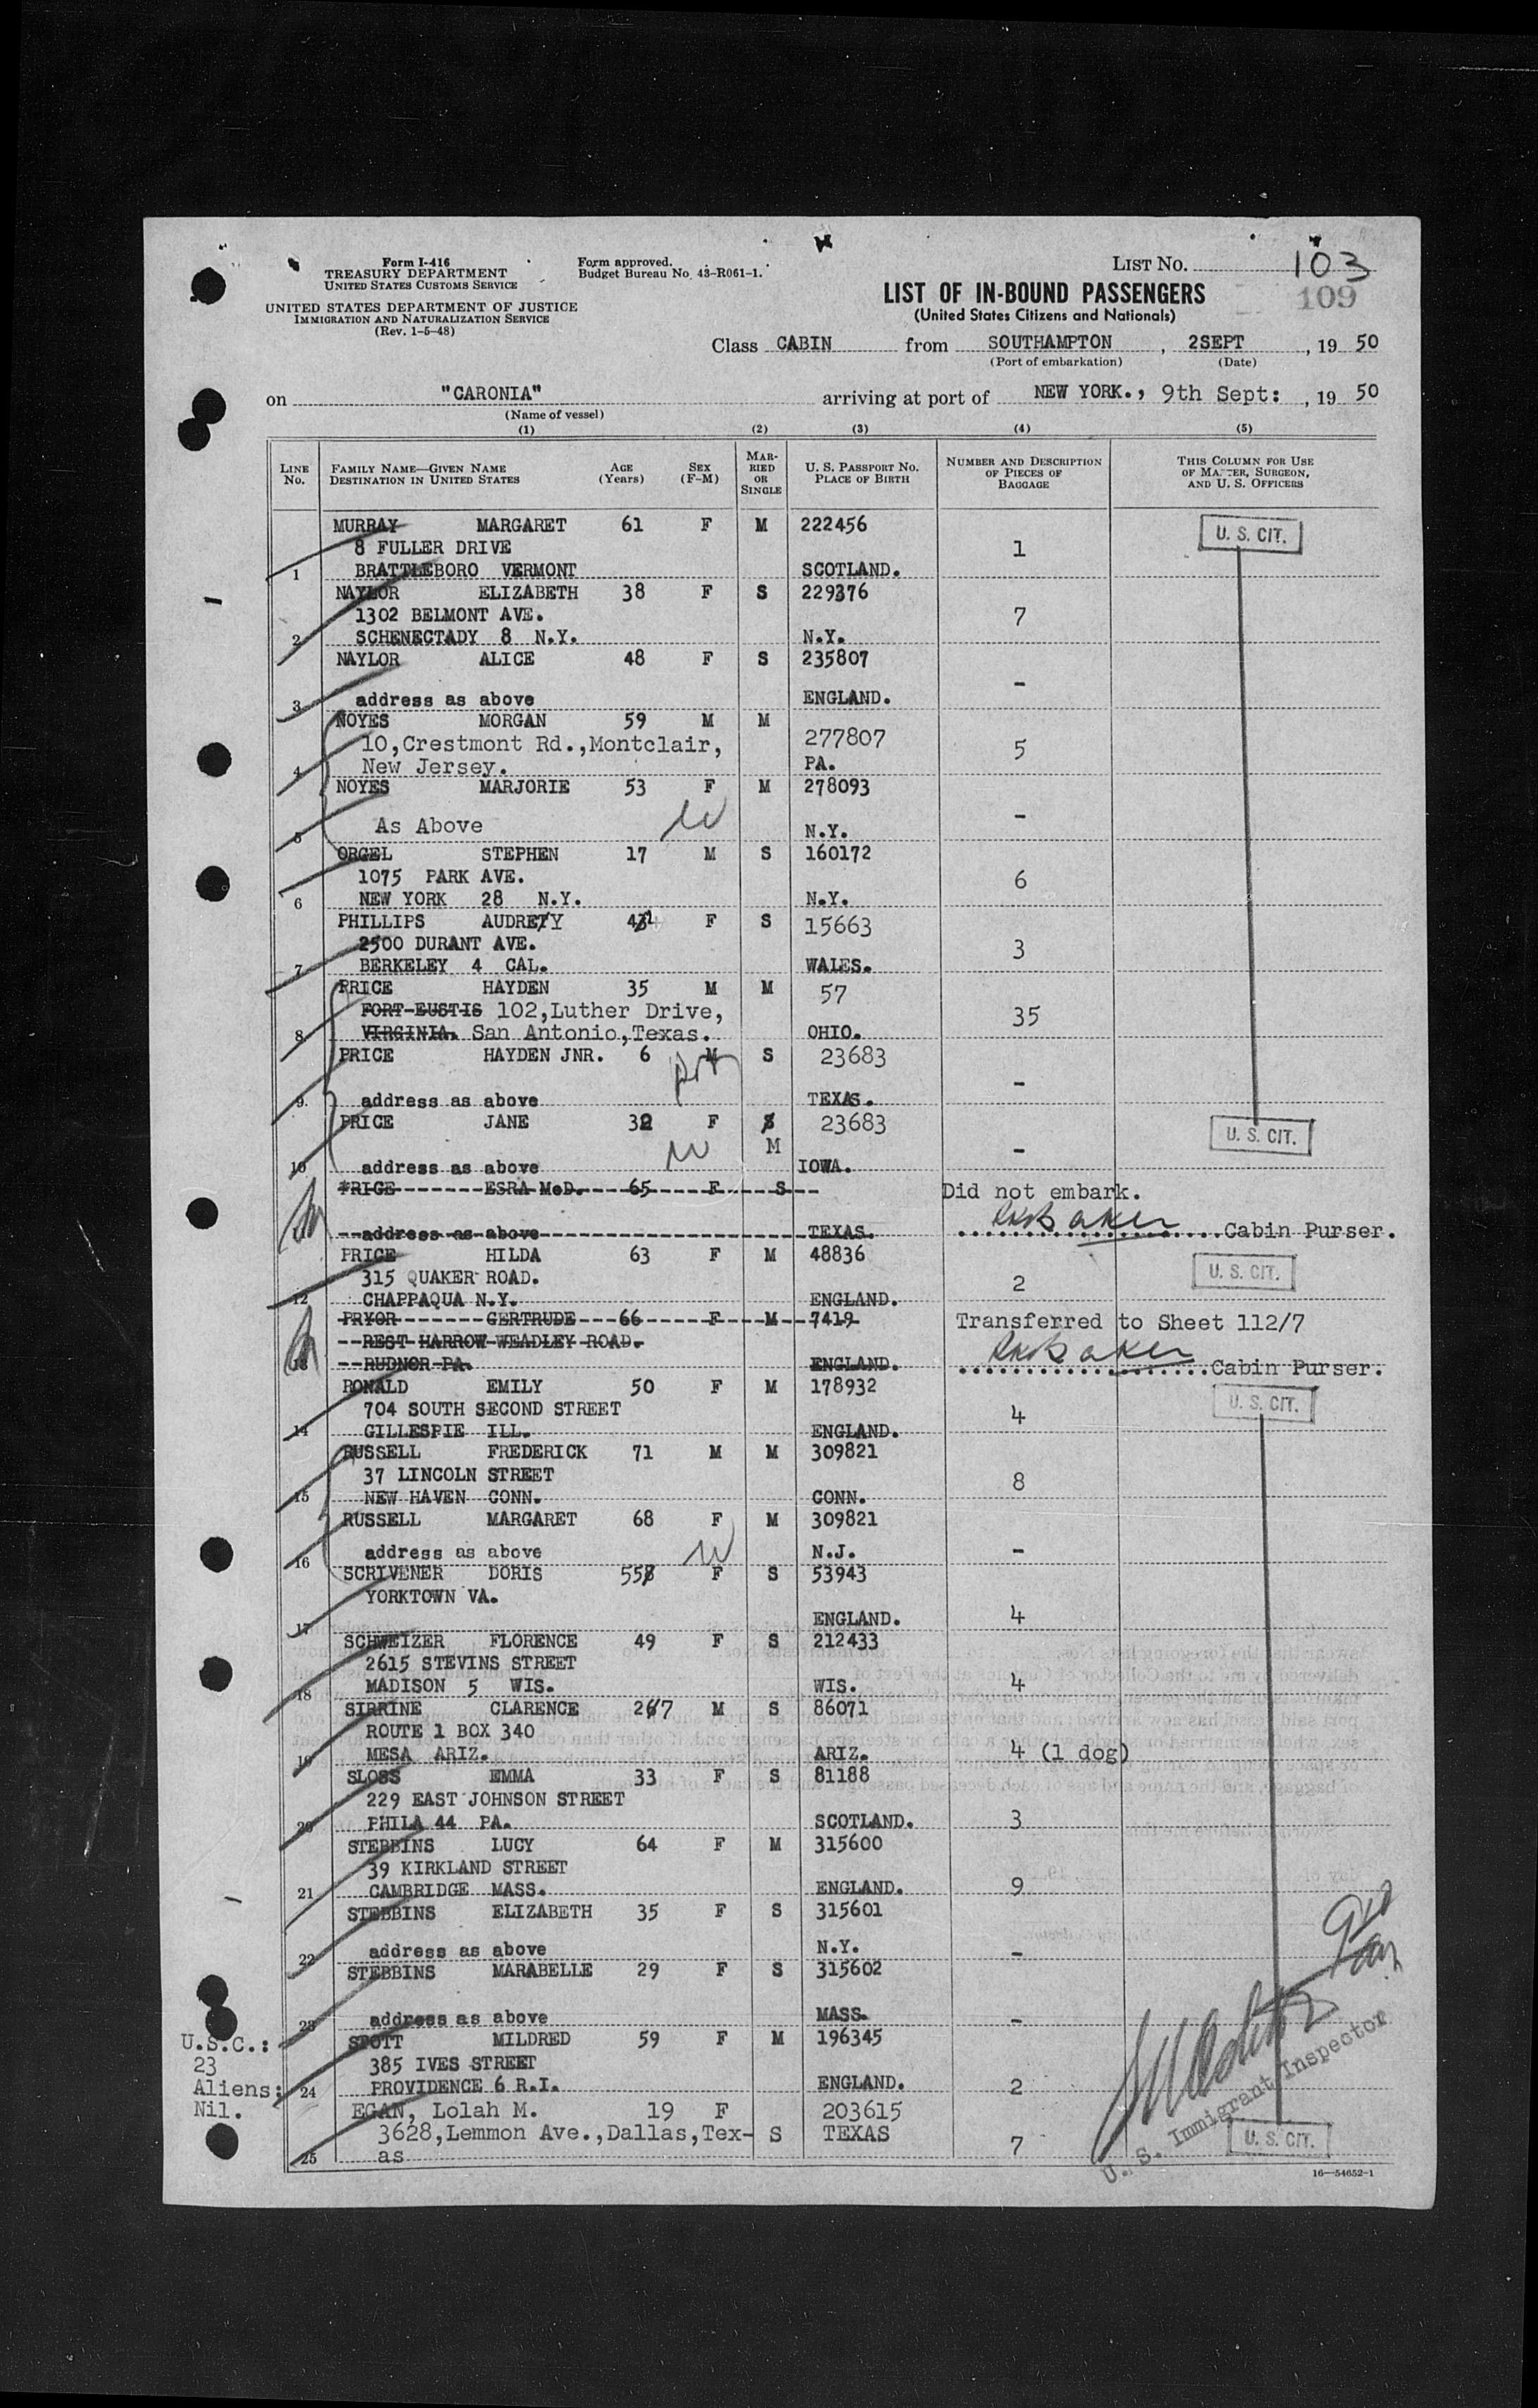 Form I-416
TREASURY DEPARTMENT
UNITED STATES CUSTOMS SERVICE
UNITED STATES DEPARTMENT OF JUSTICE
IMMIGRATION AND NATURALIZATION SERVICE
(Rev. 1-5-48)
Form approved.
Budget Bureau No. 43-R061-1.
LIST NO. 103
109
LIST OF IN-BOUND PASSENGERS
(United States Citizens and Nationals)
Class CABIN from SOUTHAMPTON, 2SEPT, 19 50
(Port of embarkation) (Date)
on "CARONIA" arriving at port of NEW YORK., 9th Sept:, 19 50
(Name of vessel)
(1) (2) (3) (4) (5)
LINE NO. FAMILY NAME—GIVEN NAME DESTINATION IN UNITED STATES AGE (Years) SEX (F-M) MARRIED OR SINGLE U. S. PASSPORT NO. PLACE OF BIRTH NUMBER AND DESCRIPTION OF PIECES OF BAGGAGE THIS COLUMN FOR USE OF MASTER, SURGEON, AND U. S. OFFICERS
MURRAY MARGARET 61 F M 222456 U. S. CIT.
8 FULLER DRIVE 1
1 BRATTLEBORO VERMONT SCOTLAND.
NAYLOR ELIZABETH 38 F S 229376
1302 BELMONT AVE. 7
2 SCHENECTADY 8 N.Y. N.Y.
NAYLOR ALICE 48 F S 235807
-
3 address as above ENGLAND.
NOYES MORGAN 59 M M
10,Crestmont Rd.,Montclair, 277807 5
4 New Jersey. PA.
NOYES MARJORIE 53 F M 278093
-
5 As Above W N.Y.
ORGEL STEPHEN 17 M S 160172
1075 PARK AVE. 6
6 NEW YORK 28 N.Y. N.Y.
PHILLIPS AUDREY F S 15663
2500 DURANT AVE. 3
7 BERKELEY 4 CAL. WALES.
PRICE HAYDEN 35 M M 57
FORT EUSTIS 102,Luther Drive, 35
8 VIRGINIA. San Antonio,Texas. OHIO.
PRICE HAYDEN JNR. 6 M S 23683
-
9 address as above TEXAS.
PRICE JANE 32 F S 23683 U. S. CIT.
W M -
10 address as above IOWA.
PRICE ESRA McD. 65 F S Did not embark.
11 address as above TEXAS. Baker Cabin Purser.
PRICE HILDA 63 F M 48836 U. S. CIT.
315 QUAKER ROAD. 2
12 CHAPPAQUA N.Y. ENGLAND.
PRYOR GERTRUDE 66 F M 7419 Transferred to Sheet 112/7
REST HARROW WEADLEY ROAD.
13 RUDNOR PA. ENGLAND. Baker Cabin Purser.
RONALD EMILY 50 F M 178932 U. S. CIT.
704 SOUTH SECOND STREET 4
14 GILLESPIE ILL. ENGLAND.
RUSSELL FREDERICK 71 M M 309821
37 LINCOLN STREET 8
15 NEW HAVEN CONN. CONN.
RUSSELL MARGARET 68 F M 309821
16 address as above W N.J. -
SCRIVENER DORIS 558 F S 53943
YORKTOWN VA.
17 ENGLAND. 4
SCHWEIZER FLORENCE 49 F S 212433
2615 STEVINS STREET
18 MADISON 5 WIS. WIS. 4
SIRRINE CLARENCE 267 M S 86071
ROUTE 1 BOX 340
19 MESA ARIZ. ARIZ. 4 (1 dog)
SLOSS EMMA 33 F S 81188
229 EAST JOHNSON STREET
20 PHILA 44 PA. SCOTLAND. 3
STEBBINS LUCY 64 F M 315600
39 KIRKLAND STREET
21 CAMBRIDGE MASS. ENGLAND. 9
STEBBINS ELIZABETH 35 F S 315601
22 address as above N.Y. -
STEBBINS MARABELLE 29 F S 315602
23 address as above MASS. -
STOTT MILDRED 59 F M 196345
385 IVES STREET
24 PROVIDENCE 6 R.I. ENGLAND. 2
EGAN, Lolah M. 19 F 203615
3628,Lemmon Ave.,Dallas,Tex- S TEXAS 7
25 as
U.S.C.:
23
Aliens:
Nil.
U. S. Immigrant Inspector
U. S. CIT.
16—54652-1